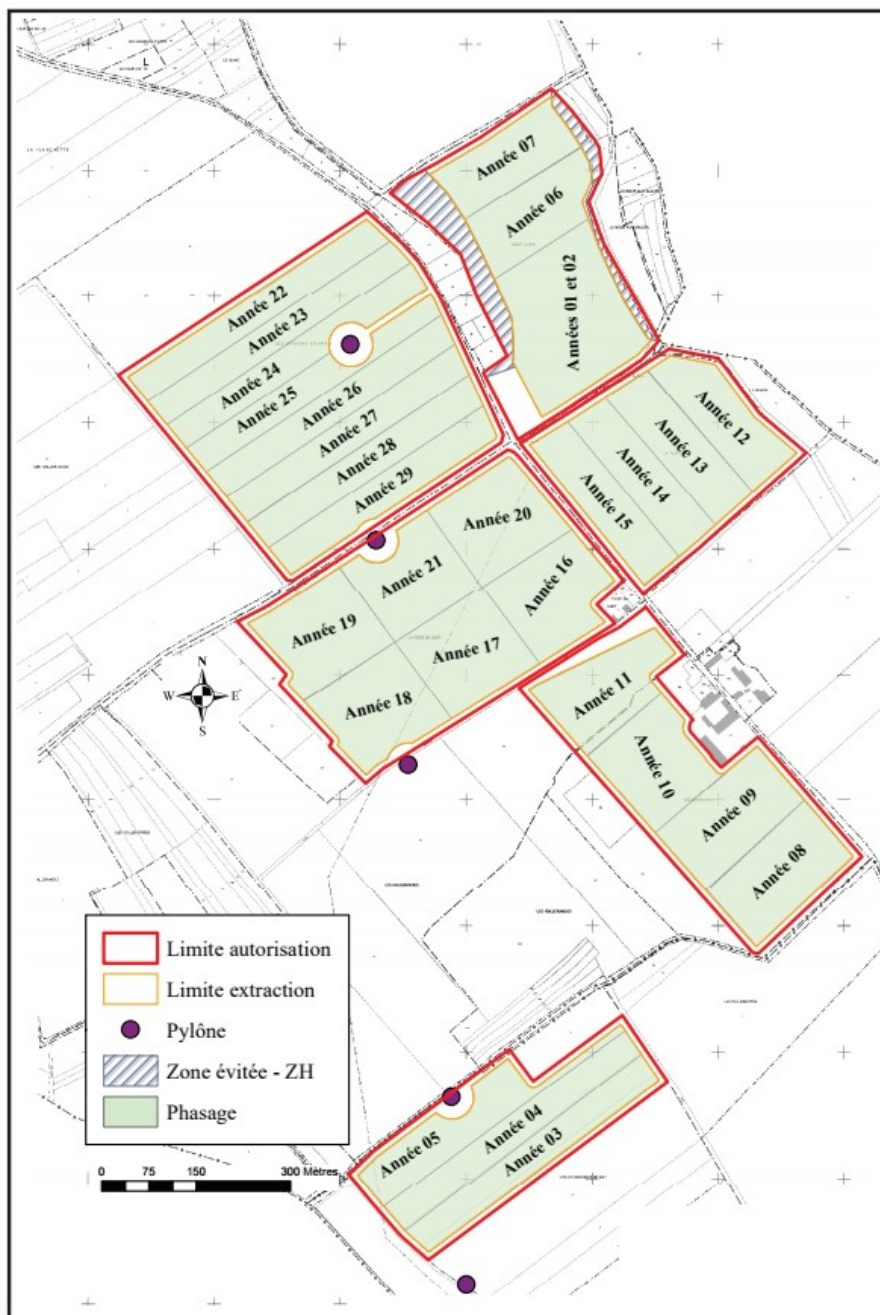 L
Année 07
Année 06
Années 01 et 02
Année 22
Année 23
Année 24
Année 25
Année 26
Année 27
Année 28
Année 29
Année 12
Année 13
Année 14
Année 15
Année 20
Année 21
Année 16
Année 19
Année 17
Année 18
N
W E
S
Année 11
Année 10
Année 09
Année 08
Limite autorisation
Limite extraction
Pylône
Zone évitée - ZH
Phasage
Année 05
Année 04
Année 03
0 75 150 300 Mètres